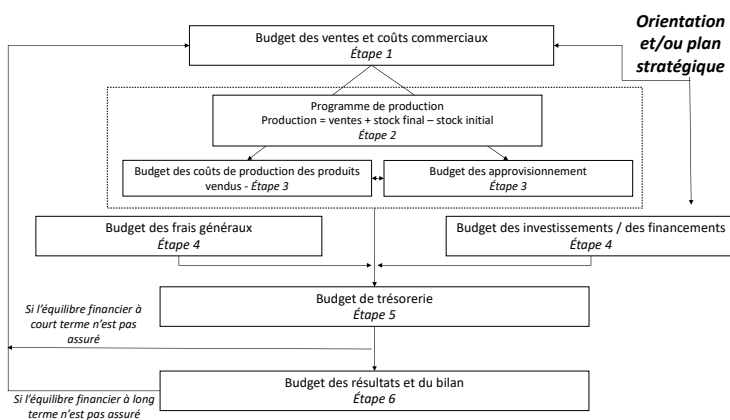 Orientation
et/ou plan
stratégique
Budget des ventes et coûts commerciaux
Étape 1
Programme de production
Production = ventes + stock final – stock initial
Étape 2
Budget des coûts de production des produits
vendus - Étape 3
Budget des approvisionnement
Étape 3
Budget des frais généraux
Étape 4
Budget des investissements / des financements
Étape 4
Budget de trésorerie
Étape 5
Si l’équilibre financier à
court terme n’est pas
assuré
Budget des résultats et du bilan
Étape 6
Si l’équilibre financier à long
terme n’est pas assuré